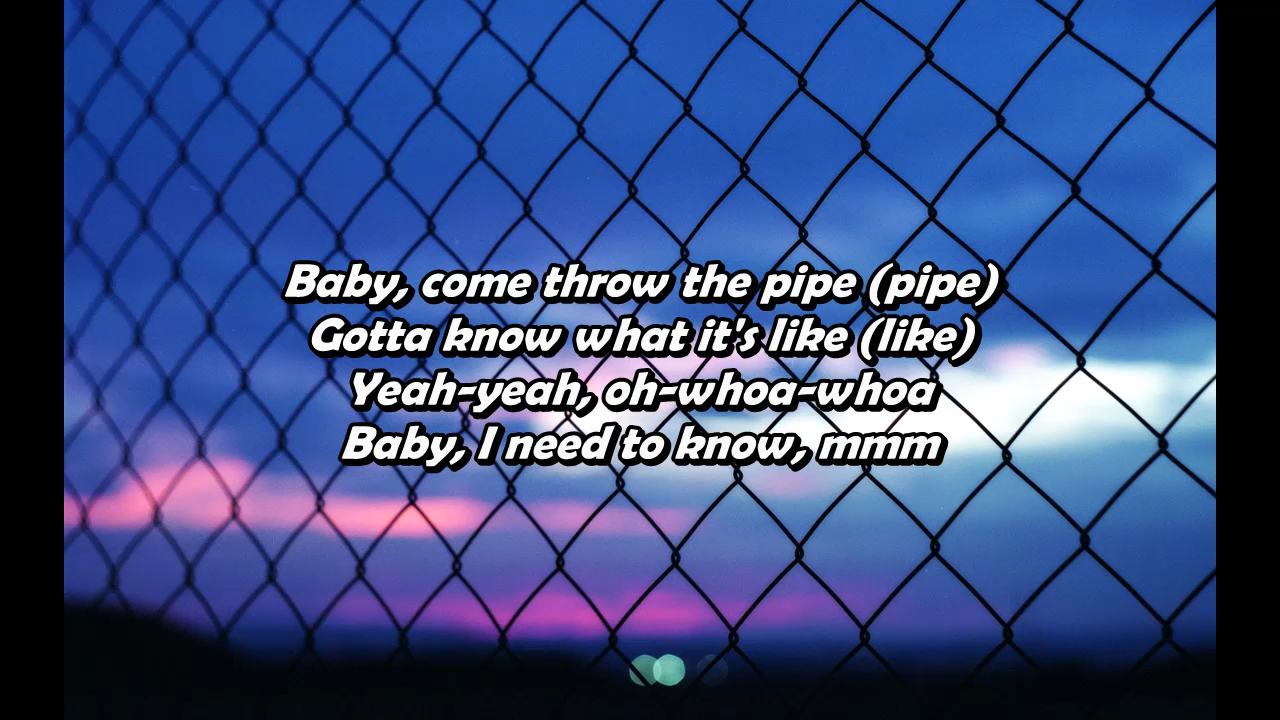 Baby, come throw the pipe (pipe)
Gotta know what it's like (like)
Yeah-yeah, oh-whoa-whoa
Baby, I need to know, mmm